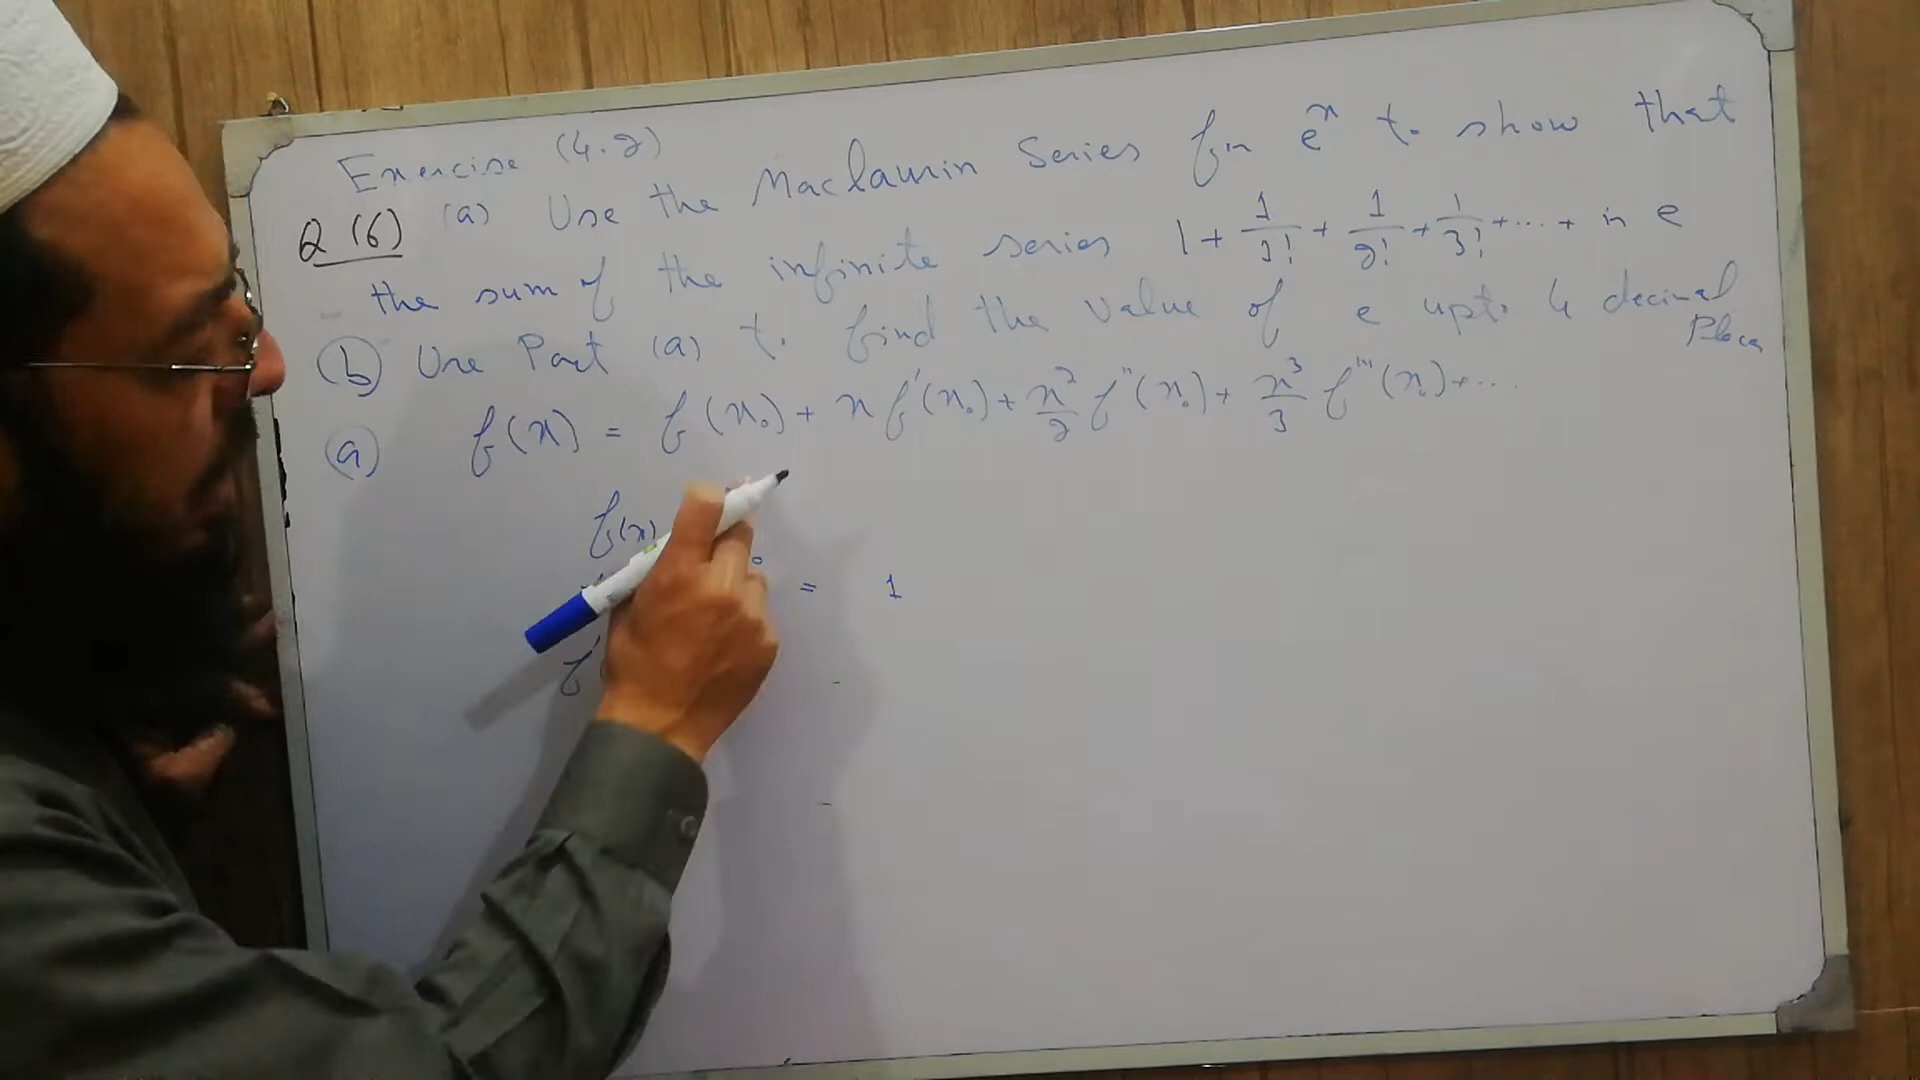 Exercise (4.2)
Q (6) (a) Use the Maclaurin Series for e^x to show that
the sum of the infinite series 1 + 1/1! + 1/2! + 1/3! + ... + is e
(b) Use Part (a) to find the value of e upto 4 decimal
Place
(a) f(x) = f(x₀) + x f'(x₀) + x²/2 f''(x₀) + x³/3 f'''(x₀) + ...
f(x)
° = 1
f'